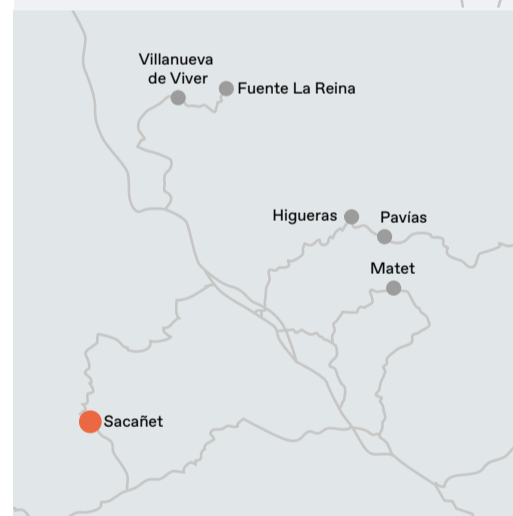 Villanueva
de Viver
Fuente La Reina
Higueras
Pavías
Matet
Sacañet